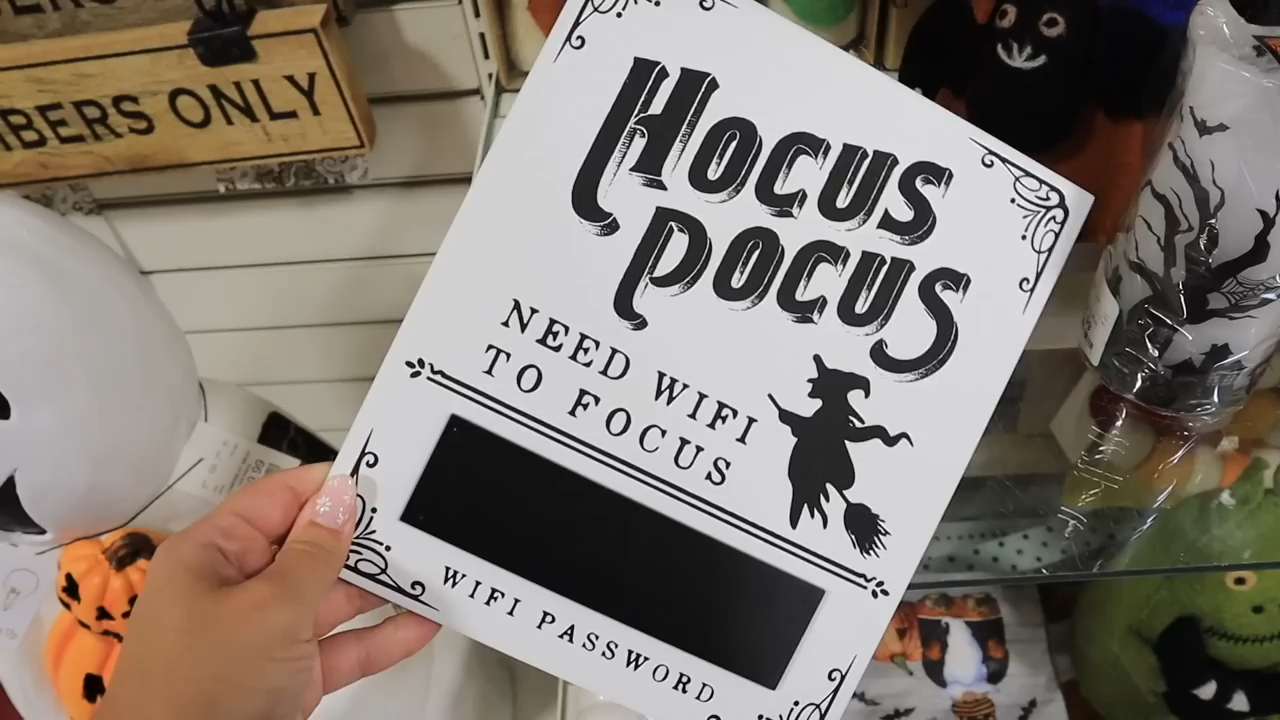 BERS ONLY
HOCUS
POCUS
NEED WIFI
TO FOCUS
WIFI PASSWORD